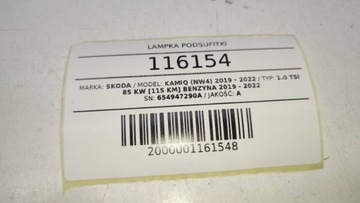 LAMPKA PODSUFITKI
116154
MARKA: SKODA / MODEL: KAMIQ (NW4) 2019 - 2022 / TYP: 1.0 TSI
85 KW [115 KM] BENZYNA 2019 - 2022
SN: 654947290A / JAKOŚĆ: A
2000001161548